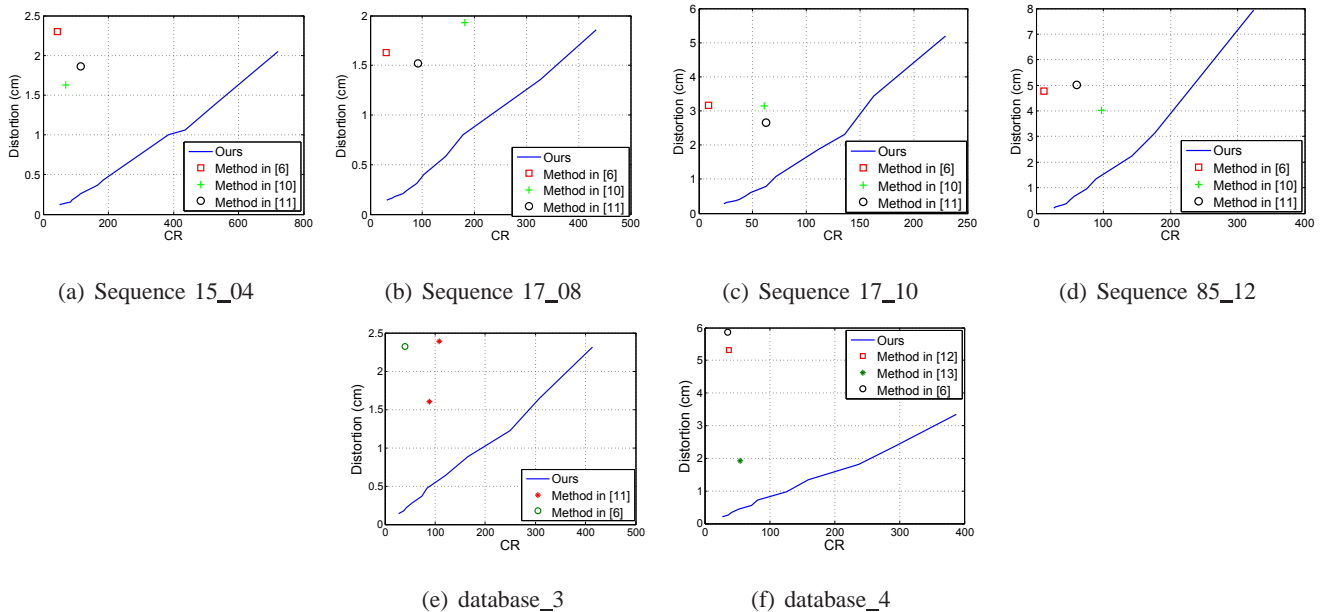 2.5
2
1.5
1
0.5
0
Distortion (cm)
0 200 400 600 800
CR
Ours
Method in [6]
Method in [10]
Method in [11]
(a) Sequence 15_04
2
1.5
1
0.5
0
Distortion (cm)
0 100 200 300 400 500
CR
Ours
Method in [6]
Method in [10]
Method in [11]
(b) Sequence 17_08
6
5
4
3
2
1
0
Distortion (cm)
0 50 100 150 200 250
CR
Ours
Method in [6]
Method in [10]
Method in [11]
(c) Sequence 17_10
8
7
6
5
4
3
2
1
0
Distortion (cm)
0 100 200 300 400
CR
Ours
Method in [6]
Method in [10]
Method in [11]
(d) Sequence 85_12
2.5
2
1.5
1
0.5
0
Distortion (cm)
0 100 200 300 400 500
CR
Ours
Method in [11]
Method in [6]
(e) database_3
6
5
4
3
2
1
0
Distortion (cm)
0 100 200 300 400
CR
Ours
Method in [12]
Method in [13]
Method in [6]
(f) database_4